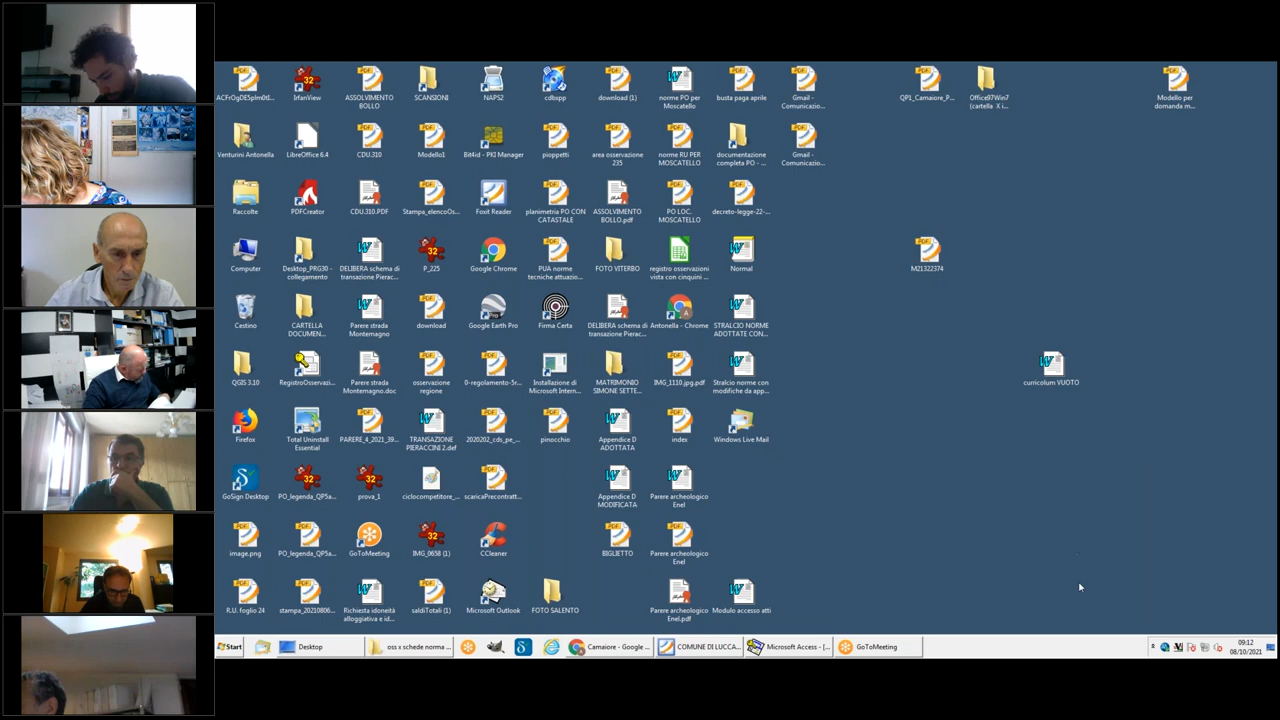 ACFrOgDE5pIm0tI... IrfanView ASSOLVIMENTO BOLLO SCANSIONI NAPS2 cdbxpp download (1) norme PO per Moscatello busta paga aprile Gmail - Comunicazio... QP1_Camaiore_P... Office97Win7 (cartella X i... Modello per domanda m...
Venturini Antonella LibreOffice 6.4 CDU.310 Modello1 Bit4id - PKI Manager pioppetti area osservazione 235 norme RU PER MOSCATELLO documentazione completa PO - ... Gmail - Comunicazio...
Raccolte PDFCreator CDU.310.PDF Stampa_elencoOs... Foxit Reader planimetria PO CON CATASTALE ASSOLVIMENTO BOLLO.pdf PO LOC. MOSCATELLO decreto-legge-22-...
Computer Desktop_PRG30 - collegamento DELIBERA schema di transazione Pierac... P_225 Google Chrome PUA norme tecniche attuazio... FOTO VITERBO registro osservazioni vista con cinquini ... Normal M21322374
Cestino CARTELLA DOCUMEN... Parere strada Montemagno download Google Earth Pro Firma Certa DELIBERA schema di transazione Pierac... Antonella - Chrome STRALCIO NORME ADOTTATE CON...
QGIS 3.10 RegistroOsservazi... Parere strada Montemagno.doc osservazione regione 0-regolamento-5r... Installazione di Microsoft Intern... MATRIMONIO SIMONE SETTE... IMG_1110.jpg.pdf Stralcio norme con modifiche da app... curricolum VUOTO
Firefox Total Uninstall Essential PARERE_4_2021_39... TRANSAZIONE PIERACCINI 2.def 2020202_cds_pe_... pinocchio Appendice D ADOTTATA index Windows Live Mail
GoSign Desktop PO_legenda_QP5a... prova_1 ciclocompetitore_... scaricaPrecontratt... Appendice D MODIFICATA Parere archeologico Enel
image.png PO_legenda_QP5a... GoToMeeting IMG_0658 (1) CCleaner BIGLIETTO Parere archeologico Enel
R.U. foglio 24 stampa_20210806... Richiesta idoneità alloggiativa e id... saldiTotali (1) Microsoft Outlook FOTO SALENTO Parere archeologico Enel.pdf Modulo accesso atti
Start Desktop oss x schede norma ... Camaiore - Google ... COMUNE DI LUCCA... Microsoft Access - [... GoToMeeting 09:12
08/10/2021